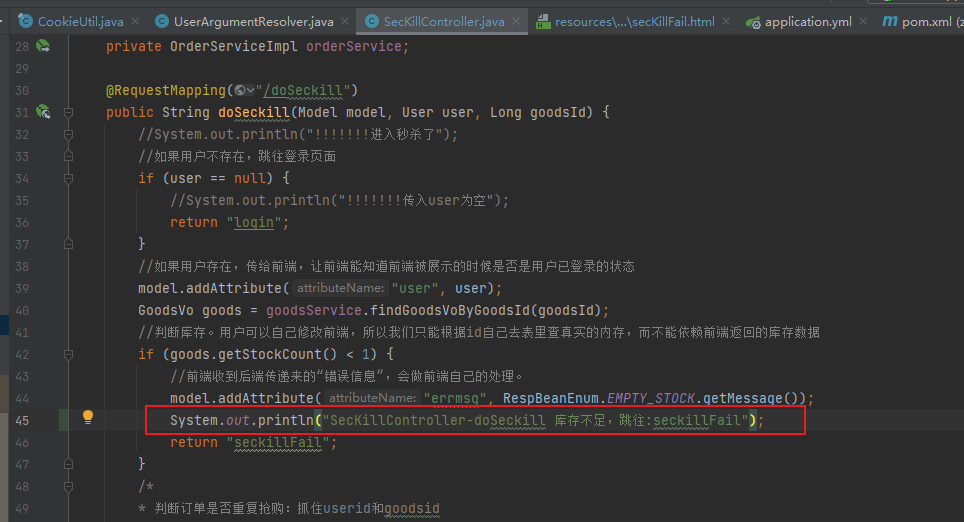 CookieUtil.java × UserArgumentResolver.java × SecKillController.java × resources\...\secKillFail.html × application.yml × pom.xml (z
28 private OrderServiceImpl orderService;
29
30 @RequestMapping("/doSeckill")
31 public String doSeckill(Model model, User user, Long goodsId) {
32 //System.out.println("!!!!!!!进入秒杀了");
33 //如果用户不存在，跳往登录页面
34 if (user == null) {
35 //System.out.println("!!!!!!!传入user为空");
36 return "login";
37 }
38 //如果用户存在，传给前端，让前端能知道前端被展示的时候是否是用户已登录的状态
39 model.addAttribute( attributeName: "user", user);
40 GoodsVo goods = goodsService.findGoodsVoByGoodsId(goodsId);
41 //判断库存。用户可以自己修改前端，所以我们只能根据id自己去表里查真实的内存，而不能依赖前端返回的库存数据
42 if (goods.getStockCount() < 1) {
43 //前端收到后端传递来的“错误信息”，会做前端自己的处理。
44 model.addAttribute( attributeName: "errmsg", RespBeanEnum.EMPTY_STOCK.getMessage());
45 System.out.println("SecKillController-doSeckill 库存不足，跳往:seckillFail");
46 return "seckillFail";
47 }
48 /*
49 * 判断订单是否重复抢购：抓住userid和goodsid